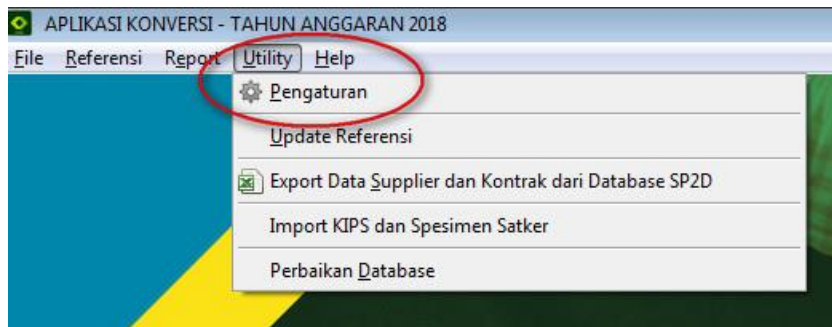 APLIKASI KONVERSI - TAHUN ANGGARAN 2018
File Referensi Report Utility Help
Pengaturan
Update Referensi
Export Data Supplier dan Kontrak dari Database SP2D
Import KIPS dan Spesimen Satker
Perbaikan Database